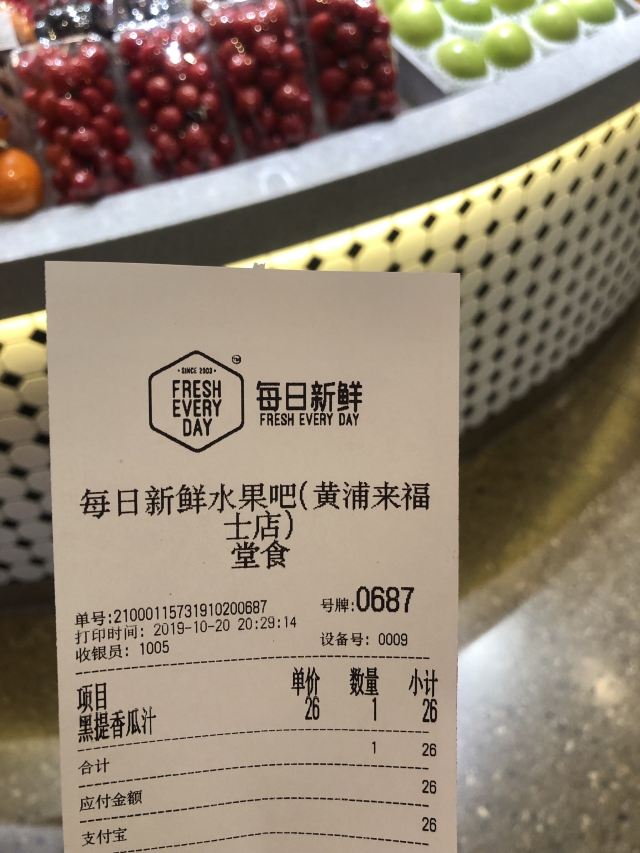 · SINCE 2003 ·
FRESH
EVERY
DAY
TM
每日新鲜
FRESH EVERY DAY
每日新鲜水果吧(黄浦来福
士店)
堂食
单号:21000115731910200687
号牌:0687
打印时间: 2019-10-20 20:29:14
收银员: 1005
设备号: 0009
项目 单价 数量 小计
黑提香瓜汁 26 1 26
合计 1 26
应付金额 26
支付宝 26